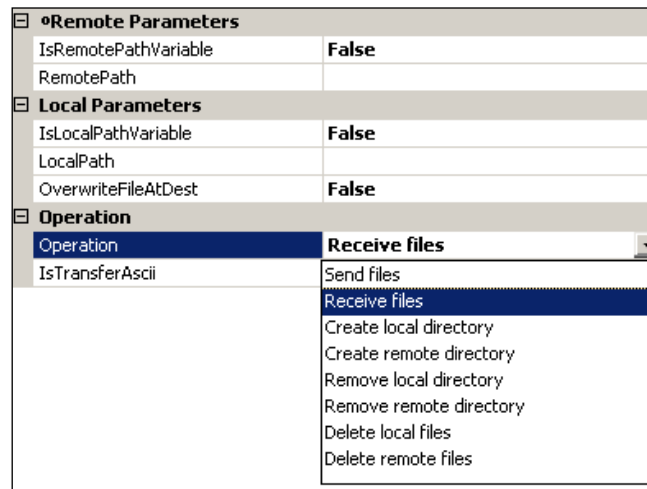 ºRemote Parameters
IsRemotePathVariable False
RemotePath
Local Parameters
IsLocalPathVariable False
LocalPath
OverwriteFileAtDest False
Operation
Operation Receive files
IsTransferAscii Send files
Receive files
Create local directory
Create remote directory
Remove local directory
Remove remote directory
Delete local files
Delete remote files